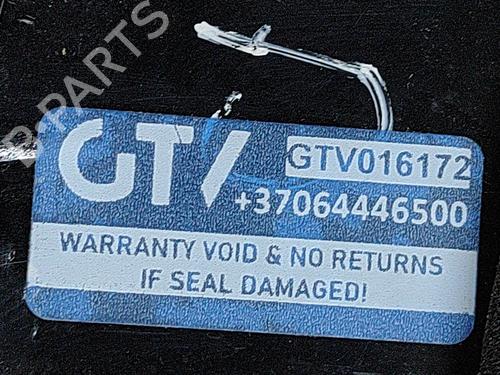 GTV
GTV016172
+37064446500
WARRANTY VOID & NO RETURNS
IF SEAL DAMAGED!
B-PARTS